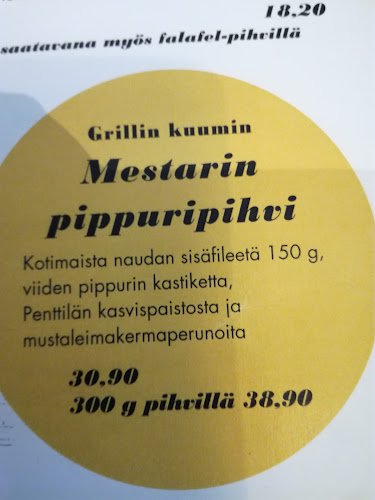 18,20
saatavana myös falafel-pihvillä
Grillin kuumin
Mestarin
pippuripihvi
Kotimaista naudan sisäfileetä 150 g,
viiden pippurin kastiketta,
Penttilän kasvispaistosta ja
mustaleimakermaperunoita
30,90
300 g pihvillä 38,90